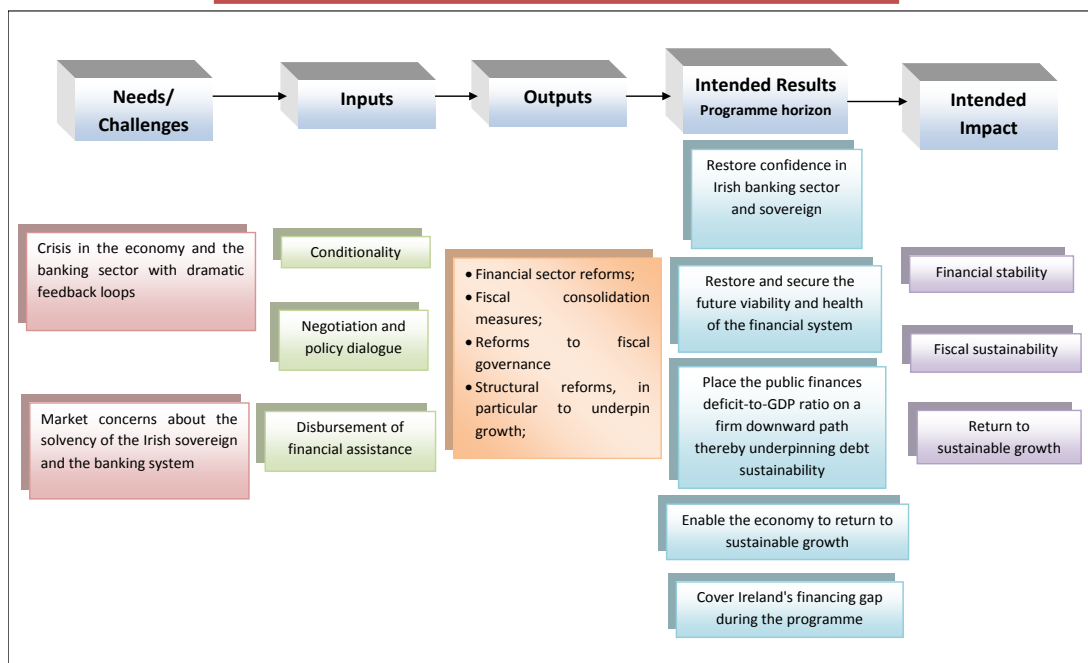 Needs/
Challenges
Inputs
Outputs
Intended Results
Programme horizon
Intended
Impact
Crisis in the economy and the
banking sector with dramatic
feedback loops
Market concerns about the
solvency of the Irish sovereign
and the banking system
Conditionality
Negotiation and
policy dialogue
Disbursement of
financial assistance
• Financial sector reforms;
• Fiscal consolidation
measures;
• Reforms to fiscal
governance
• Structural reforms, in
particular to underpin
growth;
Restore confidence in
Irish banking sector
and sovereign
Restore and secure the
future viability and health
of the financial system
Place the public finances
deficit-to-GDP ratio on a
firm downward path
thereby underpinning debt
sustainability
Enable the economy to return to
sustainable growth
Cover Ireland's financing gap
during the programme
Financial stability
Fiscal sustainability
Return to
sustainable growth